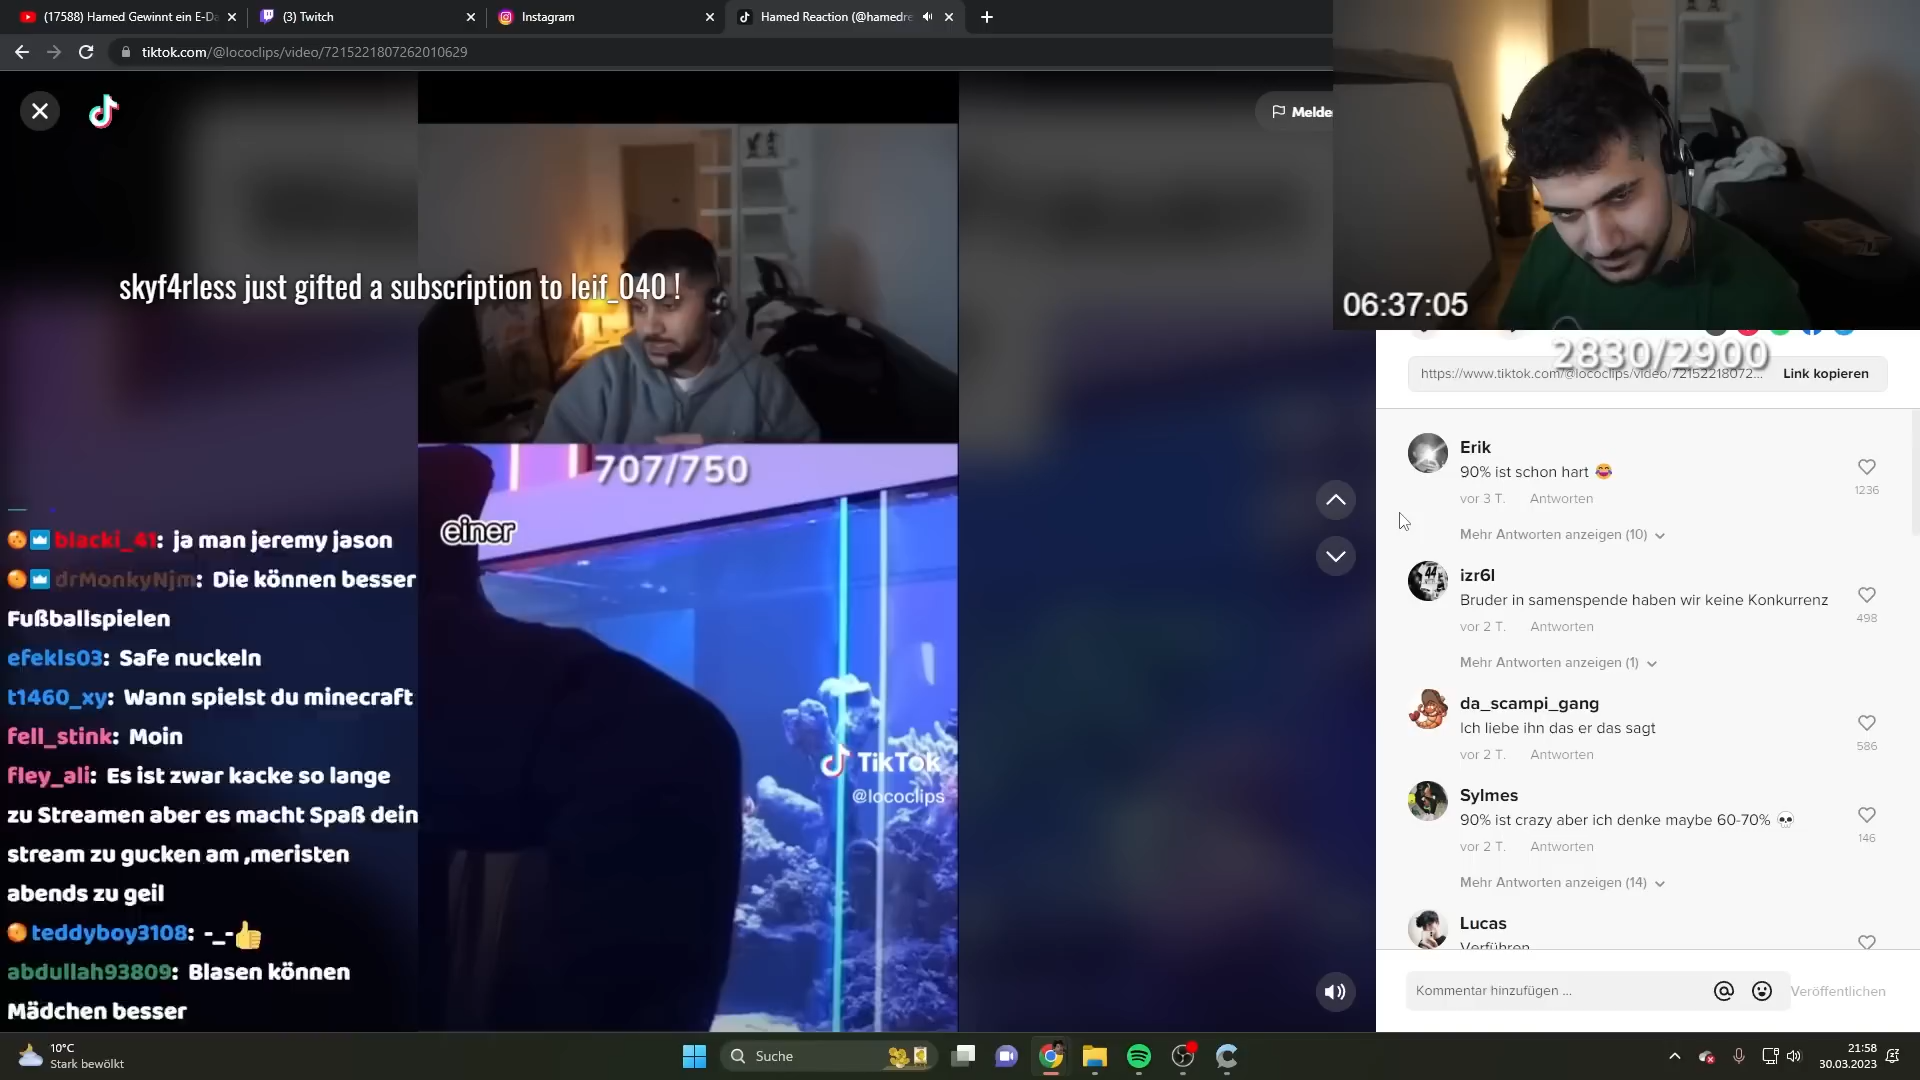 (17588) Hamed Gewinnt ein E-Da
(3) Twitch
Instagram
Hamed Reaction (@hamedre
tiktok.com/@lococlips/video/7215221807262010629
Melde
skyf4rless just gifted a subscription to leif_040 !
06:37:05
2830/2900
https://www.tiktok.com/@lococlips/video/72152218072...
Link kopieren
707/750
einer
TikTok
@lococlips
blacki_41: ja man jeremy jason
drMonkyNjm: Die können besser
Fußballspielen
efekls03: Safe nuckeln
t1460_xy: Wann spielst du minecraft
fell_stink: Moin
fley_ali: Es ist zwar kacke so lange
zu Streamen aber es macht Spaß dein
stream zu gucken am ,meristen
abends zu geil
teddyboy3108: -_-👍
abdullah93809: Blasen können
Mädchen besser
Erik
90% ist schon hart 😂
1236
vor 3 T. Antworten
Mehr Antworten anzeigen (10)
izr6l
Bruder in samenspende haben wir keine Konkurrenz
498
vor 2 T. Antworten
Mehr Antworten anzeigen (1)
da_scampi_gang
Ich liebe ihn das er das sagt
586
vor 2 T. Antworten
Sylmes
90% ist crazy aber ich denke maybe 60-70% 💀
146
vor 2 T. Antworten
Mehr Antworten anzeigen (14)
Lucas
Verführen
Kommentar hinzufügen ...
Veröffentlichen
10°C
Stark bewölkt
Suche
21:58
30.03.2023